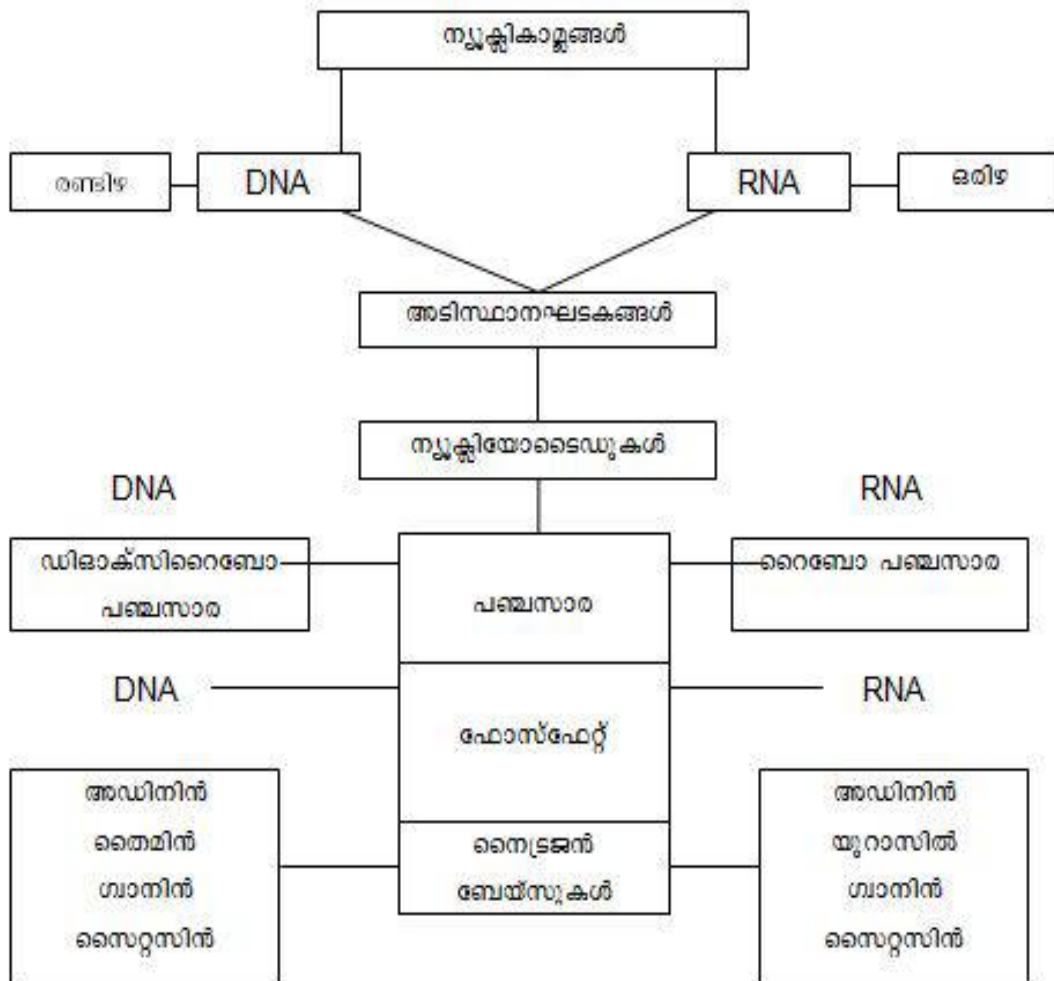 ന്യൂക്ലികാമ്ലങ്ങൾ
രണ്ടിഴ
DNA
RNA
ഒരിഴ
അടിസ്ഥാനഘടകങ്ങൾ
ന്യൂക്ലിയോടൈഡുകൾ
DNA
RNA
ഡിഓക്സിറൈബോ
പഞ്ചസാര
പഞ്ചസാര
റൈബോ പഞ്ചസാര
DNA
RNA
ഫോസ്ഫേറ്റ്
അഡിനിൻ
തൈമിൻ
ഗ്വാനിൻ
സൈറ്റസിൻ
നൈട്രജൻ
ബേയ്സുകൾ
അഡിനിൻ
യുറാസിൽ
ഗ്വാനിൻ
സൈറ്റസിൻ